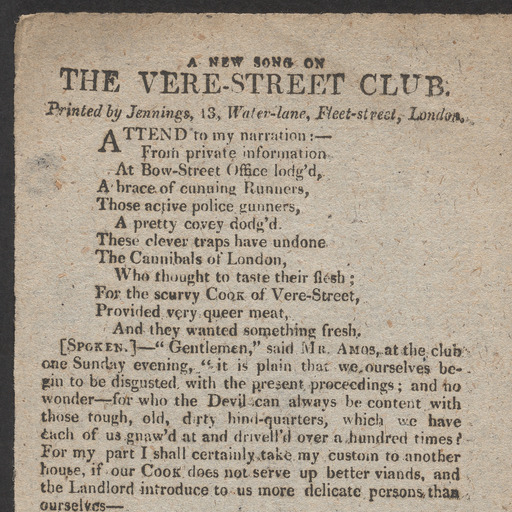 A NEW SONG ON
THE VERE-STREET CLUB.
Printed by Jennings, 13, Water-lane, Fleet-street, London.
ATTEND to my narration:—
From private information
At Bow-Street Office lodg'd,
A brace of cunning Runners,
Those active police gunners,
A pretty covey dodg'd.
These clever traps have undone
The Cannibals of London,
Who thought to taste their flesh;
For the scurvy COOK of Vere-Street,
Provided very queer meat,
And they wanted something fresh.
[SPOKEN.]—"Gentlemen," said MR. AMOS, at the club
one Sunday evening, "it is plain that we ourselves be-
gin to be disgusted with the present proceedings; and no
wonder—for who the Devil can always be content with
those tough, old, dirty hind-quarters, which we have
each of us gnaw'd at and drivell'd over a hundred times?
For my part I shall certainly take my custom to another
house, if our COOK does not serve up better viands, and
the Landlord introduce to us more delicate persons than
ourselves—